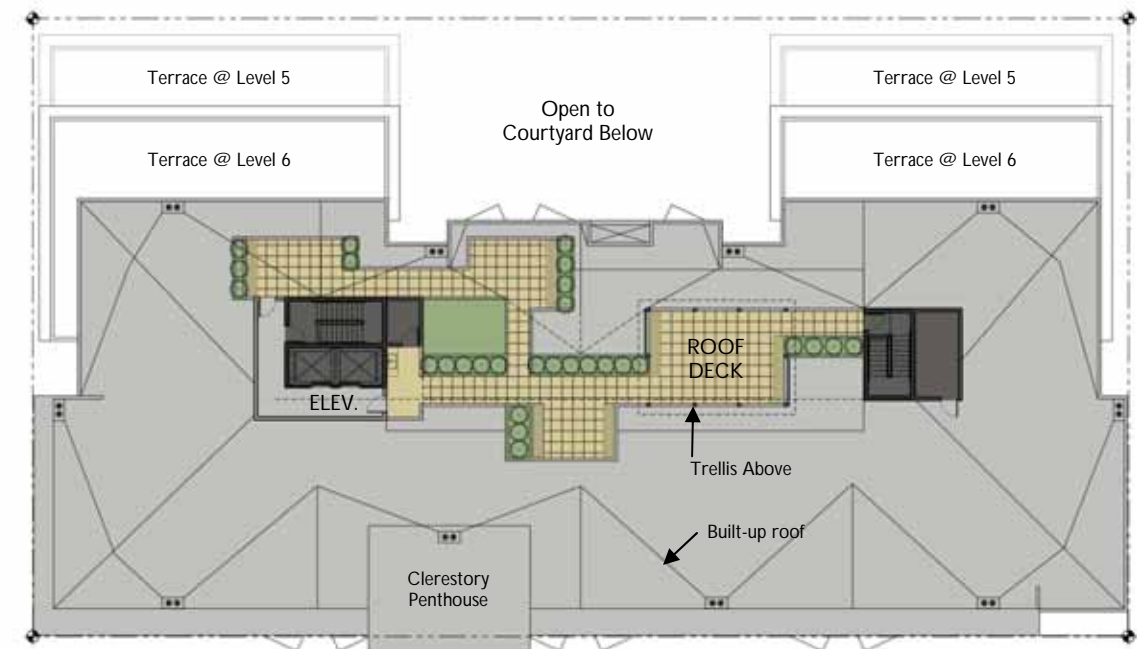 Terrace @ Level 5
Terrace @ Level 5
Open to
Courtyard Below
Terrace @ Level 6
Terrace @ Level 6
ROOF
DECK
ELEV.
Trellis Above
Built-up roof
Clerestory
Penthouse